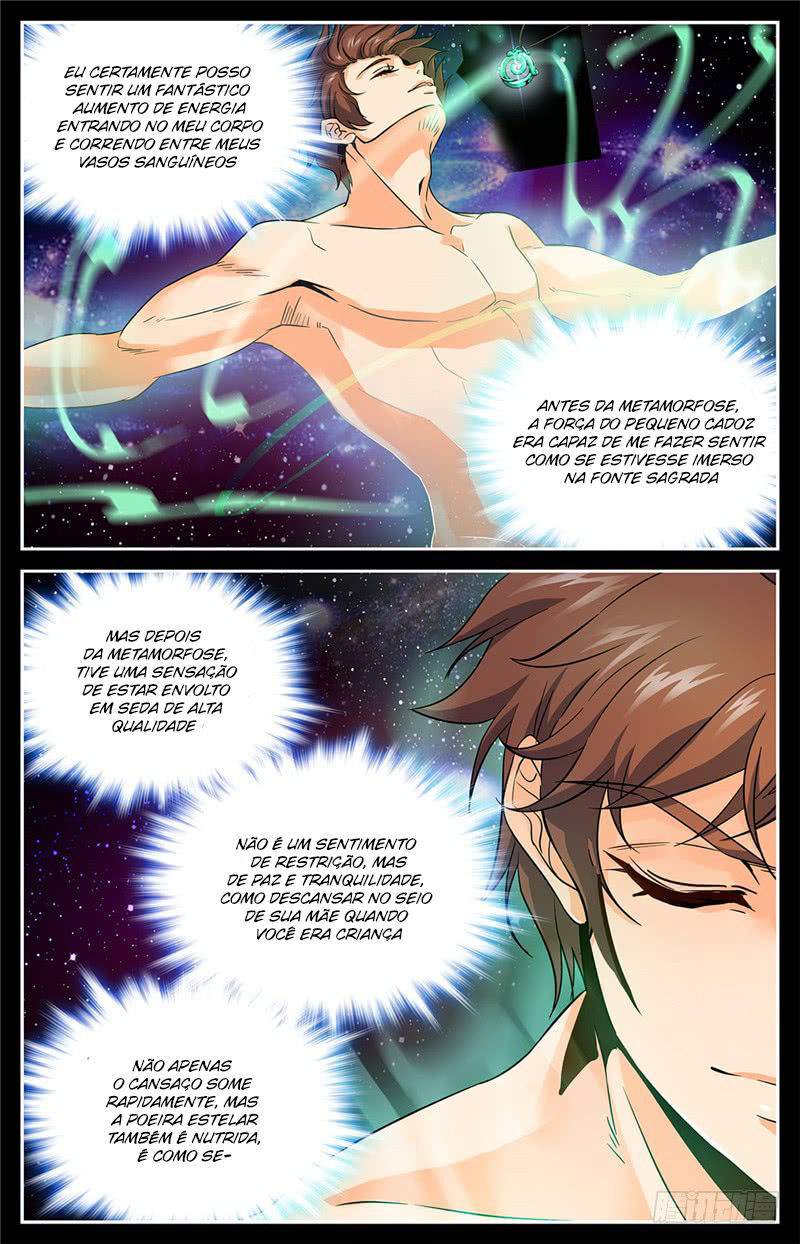 EU CERTAMENTE POSSO
SENTIR UM FANTÁSTICO
AUMENTO DE ENERGIA
ENTRANDO NO MEU CORPO
E CORRENDO ENTRE MEUS
VASOS SANGUÍNEOS
ANTES DA METAMORFOSE,
A FORÇA DO PEQUENO CADOZ
ERA CAPAZ DE ME FAZER SENTIR
COMO SE ESTIVESSE IMERSO
NA FONTE SAGRADA
MAS DEPOIS
DA METAMORFOSE,
TIVE UMA SENSAÇÃO
DE ESTAR ENVOLTO
EM SEDA DE ALTA
QUALIDADE
NÃO É UM SENTIMENTO
DE RESTRIÇÃO, MAS
DE PAZ E TRANQUILIDADE,
COMO DESCANSAR NO SEIO
DE SUA MÃE QUANDO
VOCÊ ERA CRIANÇA
NÃO APENAS
O CANSAÇO SOME
RAPIDAMENTE, MAS
A POEIRA ESTELAR
TAMBÉM É NUTRIDA,
É COMO SE-
腾讯动漫